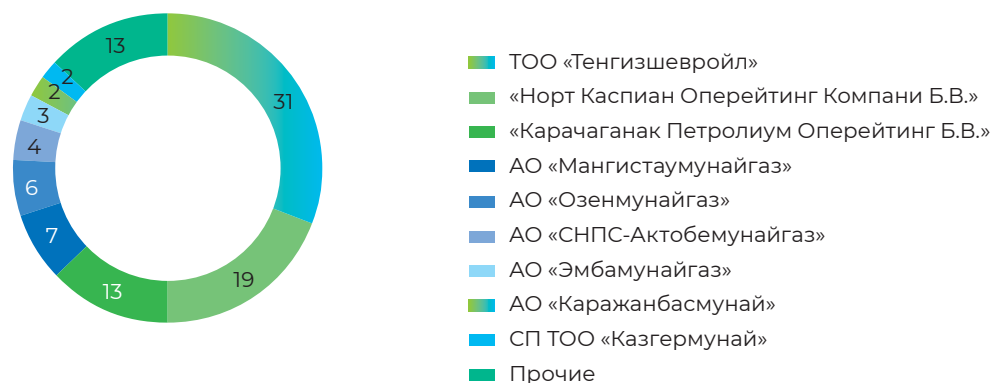 13
31
2
2
3
4
6
7
13
19
ТОО «Тенгизшевройл»
«Норт Каспиан Оперейтинг Компани Б.В.»
«Карачаганак Петролиум Оперейтинг Б.В.»
АО «Мангистаумунайгаз»
АО «Озенмунайгаз»
АО «СНПС-Актобемунайгаз»
АО «Эмбамунайгаз»
АО «Каражанбасмунай»
СП ТОО «Казгермунай»
Прочие